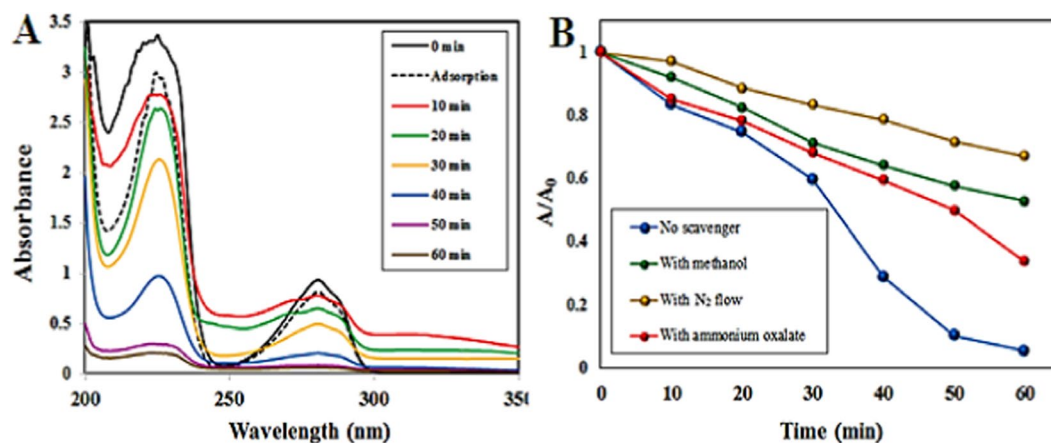 A
3.5
3
2.5
2
1.5
1
0.5
0
Absorbance
200
250
300
350
Wavelength (nm)
0 min
Adsorption
10 min
20 min
30 min
40 min
50 min
60 min
B
1
0.8
0.6
0.4
0.2
0
A/A₀
0
10
20
30
40
50
60
Time (min)
No scavenger
With methanol
With N₂ flow
With ammonium oxalate